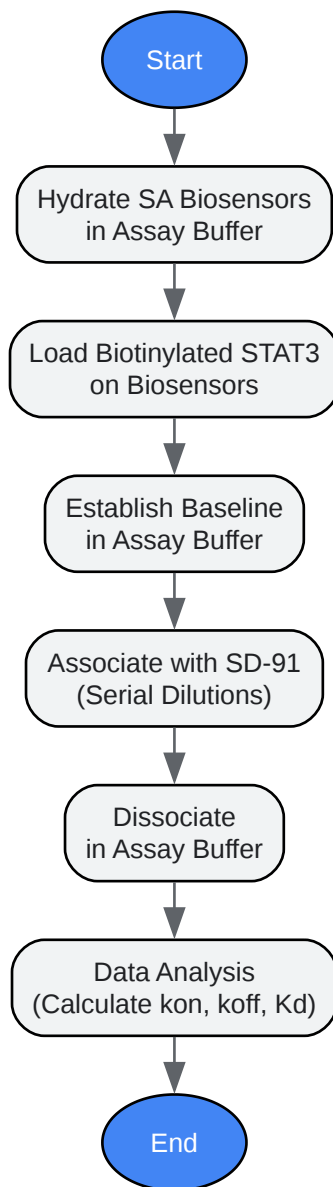 Start
Hydrate SA Biosensors
in Assay Buffer
Load Biotinylated STAT3
on Biosensors
Establish Baseline
in Assay Buffer
Associate with SD-91
(Serial Dilutions)
Dissociate
in Assay Buffer
Data Analysis
(Calculate kon, koff, Kd)
End